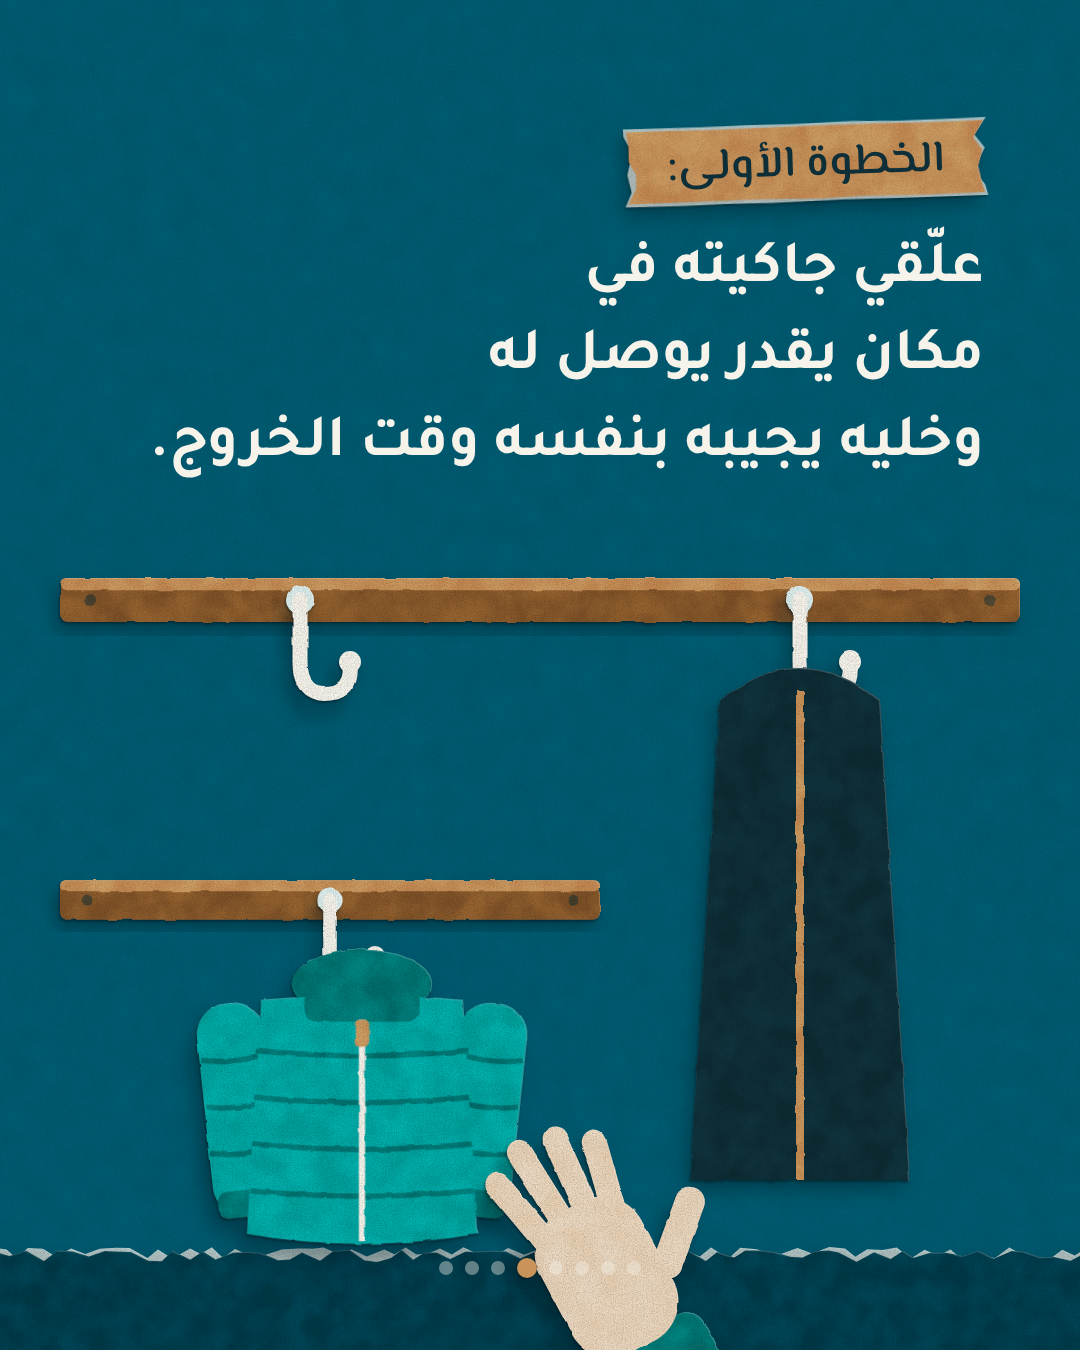 الخطوة الأولى:
علّقي جاكيته في
مكان يقدر يوصل له
وخليه يجيبه بنفسه وقت الخروج.